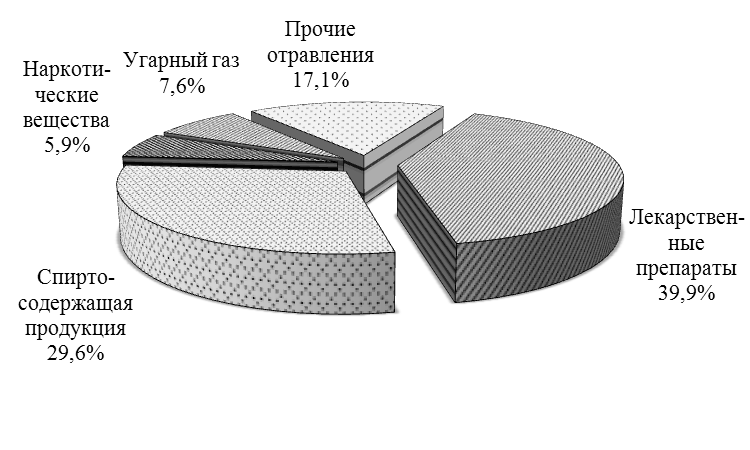 Прочие
отравления
17,1%
Угарный газ
7,6%
Наркоти-
ческие
вещества
5,9%
Лекарствен-
ные
препараты
39,9%
Спирто-
содержащая
продукция
29,6%